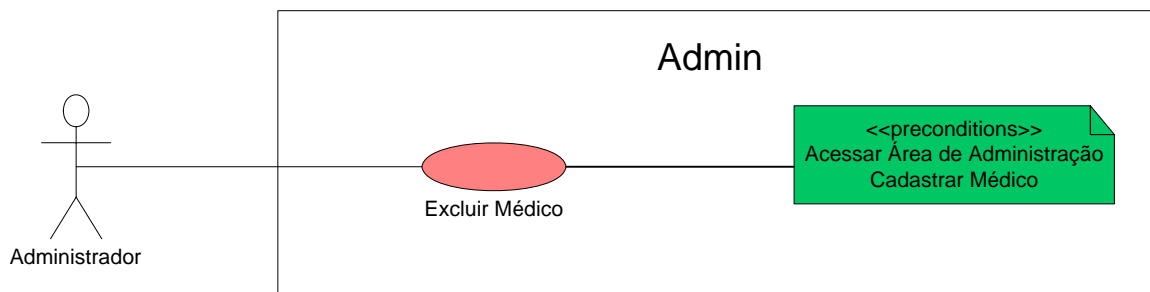 Admin
<<preconditions>>
Acessar Área de Administração
Cadastrar Médico
Excluir Médico
Administrador